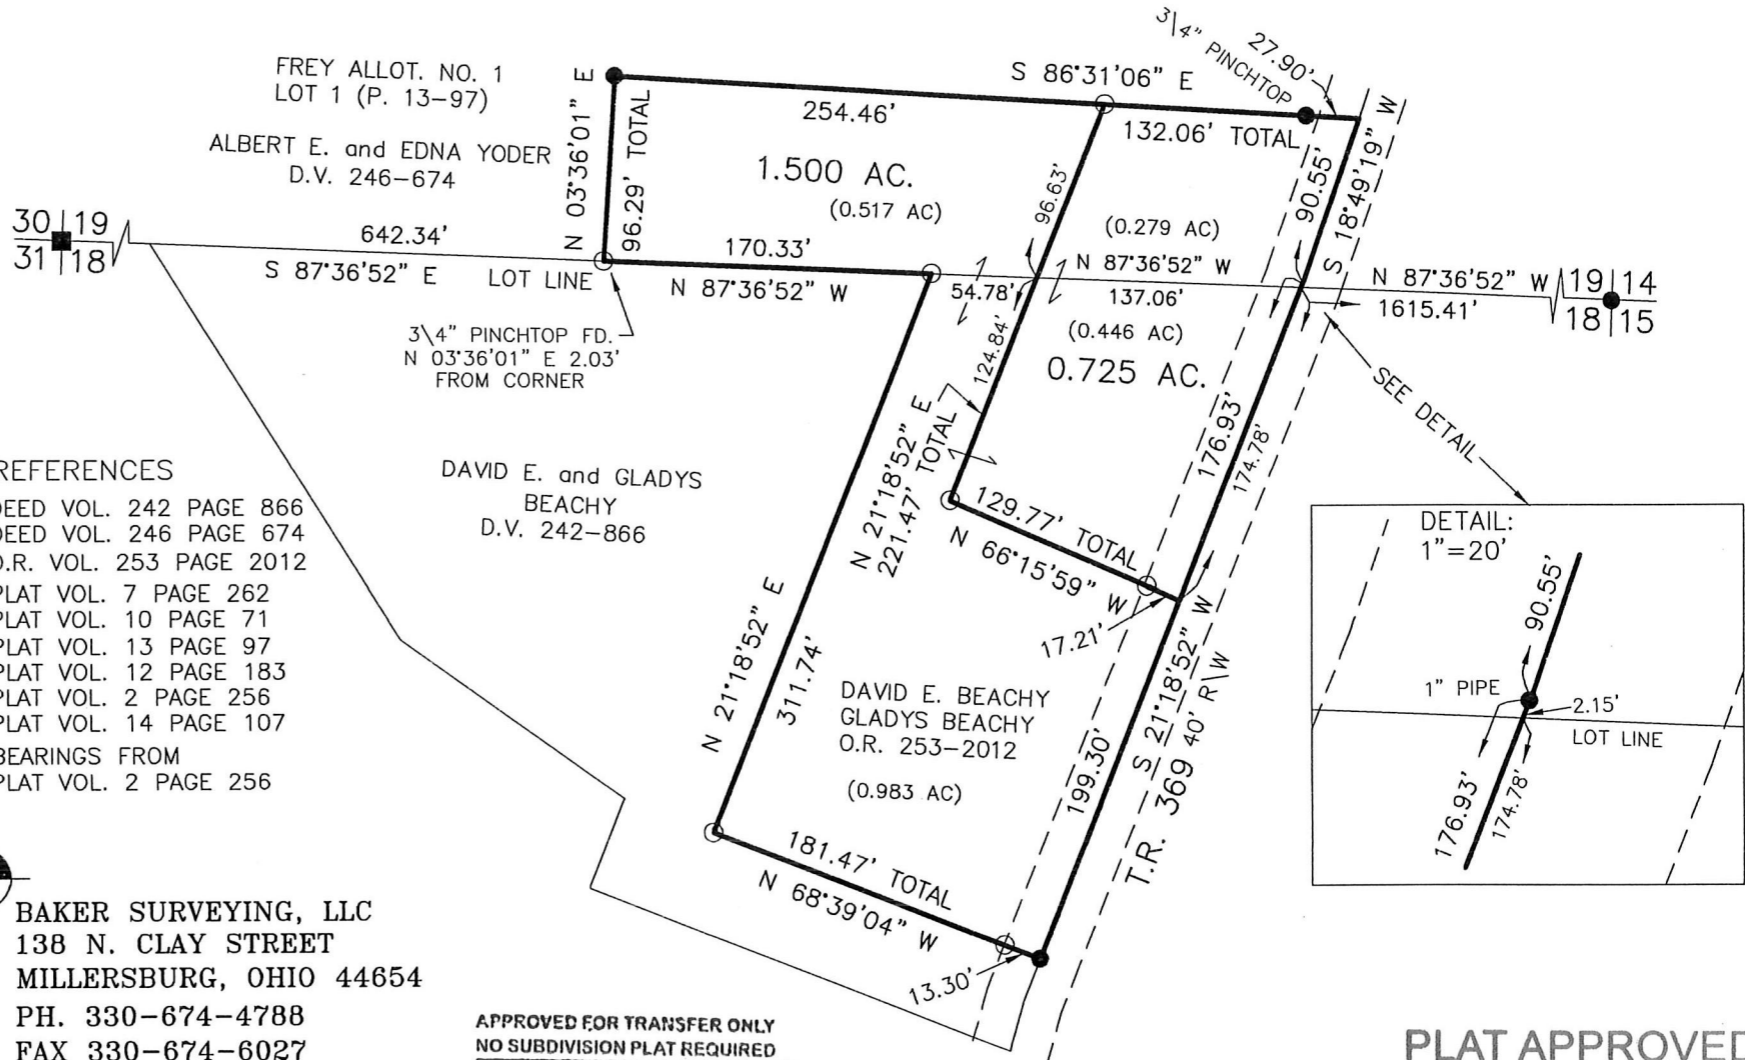 3\4" PINCHTOP
27.90'
FREY ALLOT. NO. 1
LOT 1 (P. 13-97)
ALBERT E. and EDNA YODER
D.V. 246-674
N 03°36'01" E
96.29' TOTAL
S 86°31'06" E
254.46'
132.06' TOTAL
1.500 AC.
(0.517 AC)
96.63'
90.55'
S 18°49'19" W
(0.279 AC)
30 19
31 18
642.34'
S 87°36'52" E
LOT LINE
170.33'
N 87°36'52" W
54.78'
N 87°36'52" W
137.06'
N 87°36'52" W
1615.41'
19 14
18 15
3\4" PINCHTOP FD.
N 03°36'01" E 2.03'
FROM CORNER
124.84'
(0.446 AC)
0.725 AC.
SEE DETAIL
176.93'
174.78'
N 21°18'52" E
221.47' TOTAL
129.77' TOTAL
N 66°15'59" W
17.21'
REFERENCES
DEED VOL. 242 PAGE 866
DEED VOL. 246 PAGE 674
O.R. VOL. 253 PAGE 2012
PLAT VOL. 7 PAGE 262
PLAT VOL. 10 PAGE 71
PLAT VOL. 13 PAGE 97
PLAT VOL. 12 PAGE 183
PLAT VOL. 2 PAGE 256
PLAT VOL. 14 PAGE 107
BEARINGS FROM
PLAT VOL. 2 PAGE 256
DAVID E. and GLADYS
BEACHY
D.V. 242-866
N 21°18'52" E
311.74'
DAVID E. BEACHY
GLADYS BEACHY
O.R. 253-2012
(0.983 AC)
199.30'
S 21°18'52" W
T.R. 369 40' R\W
181.47' TOTAL
N 68°39'04" W
13.30'
DETAIL:
1"=20'
90.55'
1" PIPE
2.15'
LOT LINE
176.93'
174.78'
BAKER SURVEYING, LLC
138 N. CLAY STREET
MILLERSBURG, OHIO 44654
PH. 330-674-4788
FAX 330-674-6027
APPROVED FOR TRANSFER ONLY
NO SUBDIVISION PLAT REQUIRED
PLAT APPROVED